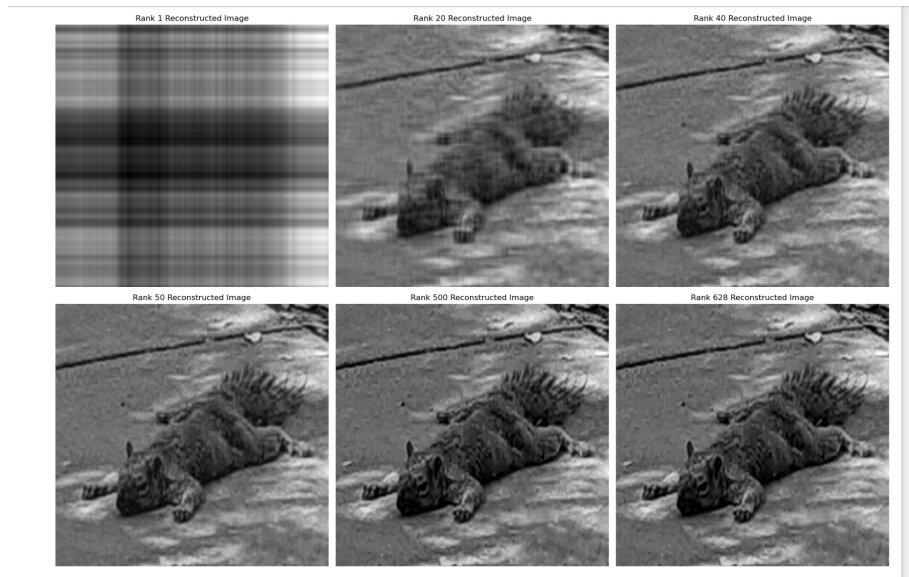 Rank 1 Reconstructed Image
Rank 20 Reconstructed Image
Rank 40 Reconstructed Image
Rank 50 Reconstructed Image
Rank 500 Reconstructed Image
Rank 628 Reconstructed Image